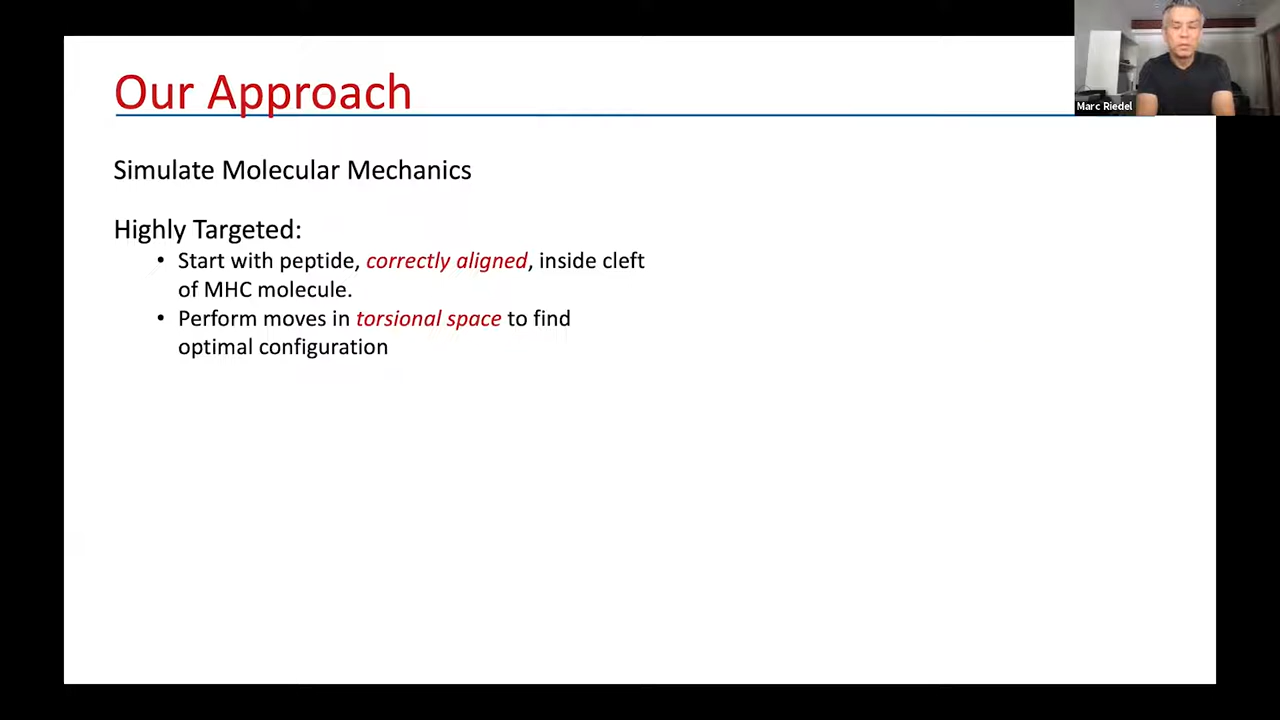 Our Approach
Marc Riedel
Simulate Molecular Mechanics
Highly Targeted:
• Start with peptide, correctly aligned, inside cleft
of MHC molecule.
• Perform moves in torsional space to find
optimal configuration